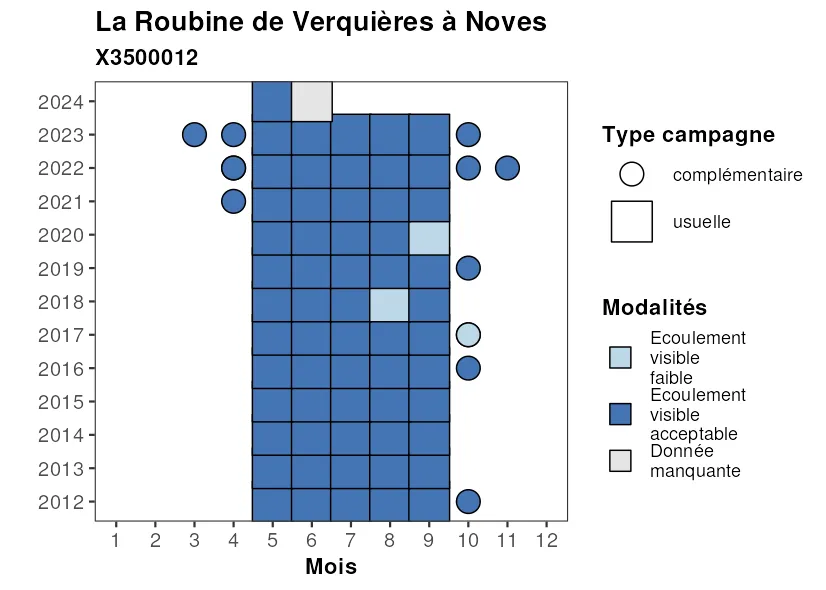 La Roubine de Verquières à Noves
X3500012
2024
2023
2022
2021
2020
2019
2018
2017
2016
2015
2014
2013
2012
1 2 3 4 5 6 7 8 9 10 11 12
Mois
Type campagne
complémentaire
usuelle
Modalités
Ecoulement
visible
faible
Ecoulement
visible
acceptable
Donnée
manquante